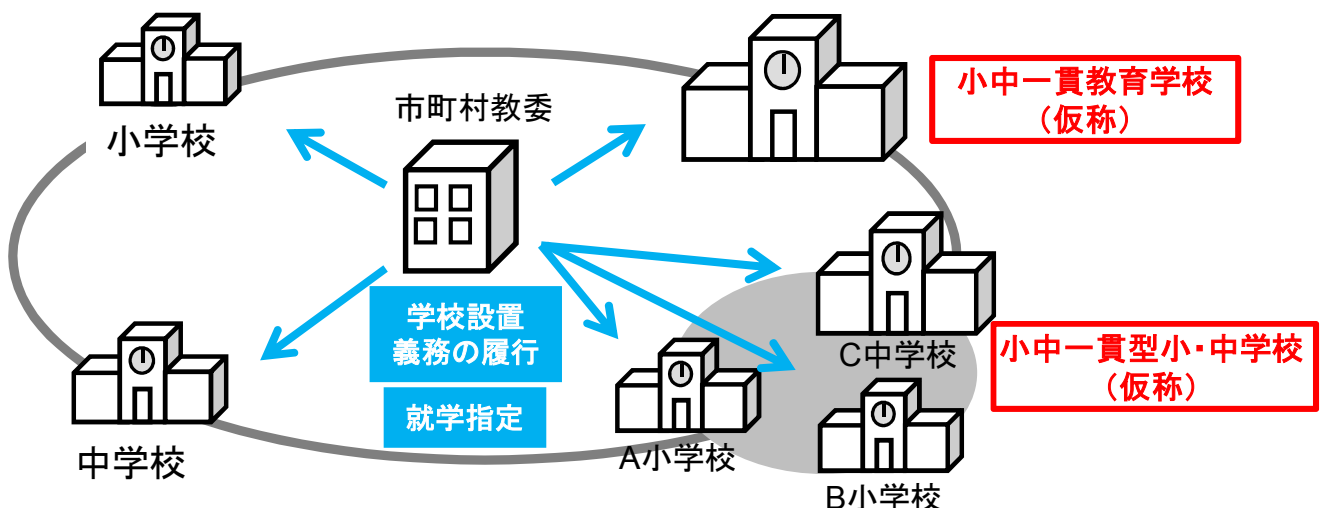 小学校
市町村教委
小中一貫教育学校
（仮称）
学校設置
義務の履行
就学指定
中学校
A小学校
C中学校
B小学校
小中一貫型小・中学校
（仮称）